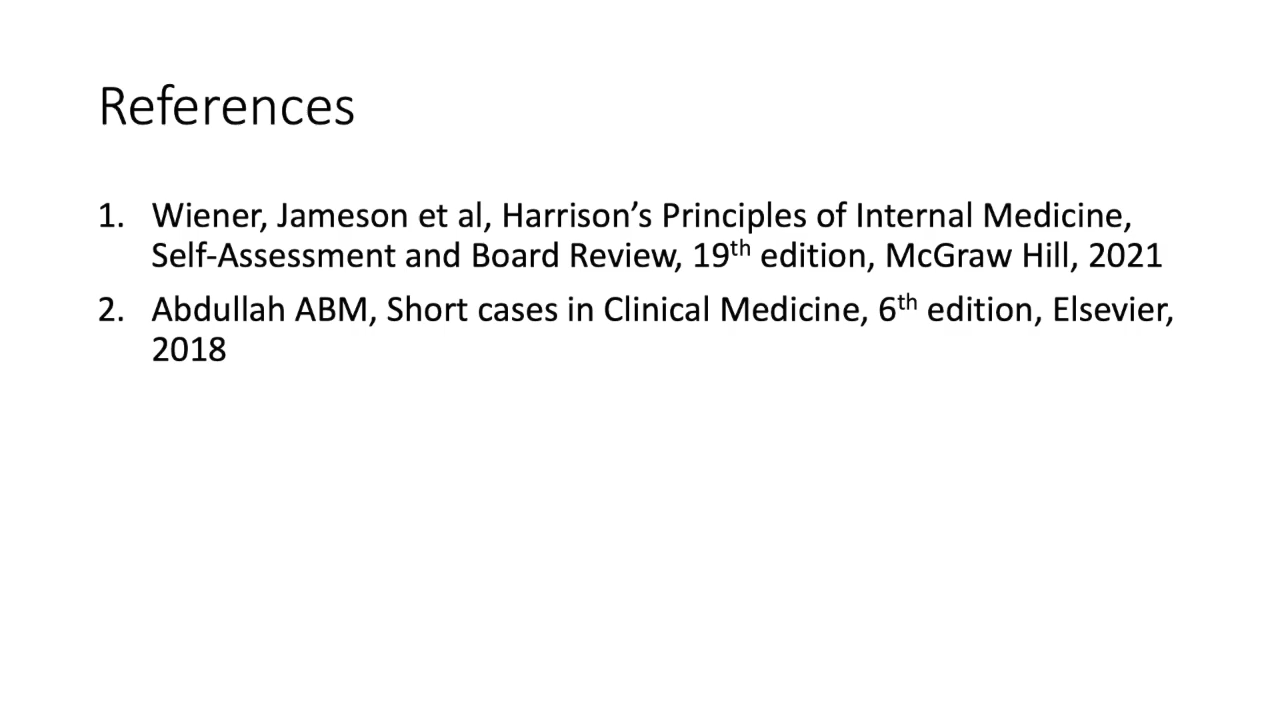 References
1. Wiener, Jameson et al, Harrison’s Principles of Internal Medicine,
Self-Assessment and Board Review, 19th edition, McGraw Hill, 2021
2. Abdullah ABM, Short cases in Clinical Medicine, 6th edition, Elsevier,
2018